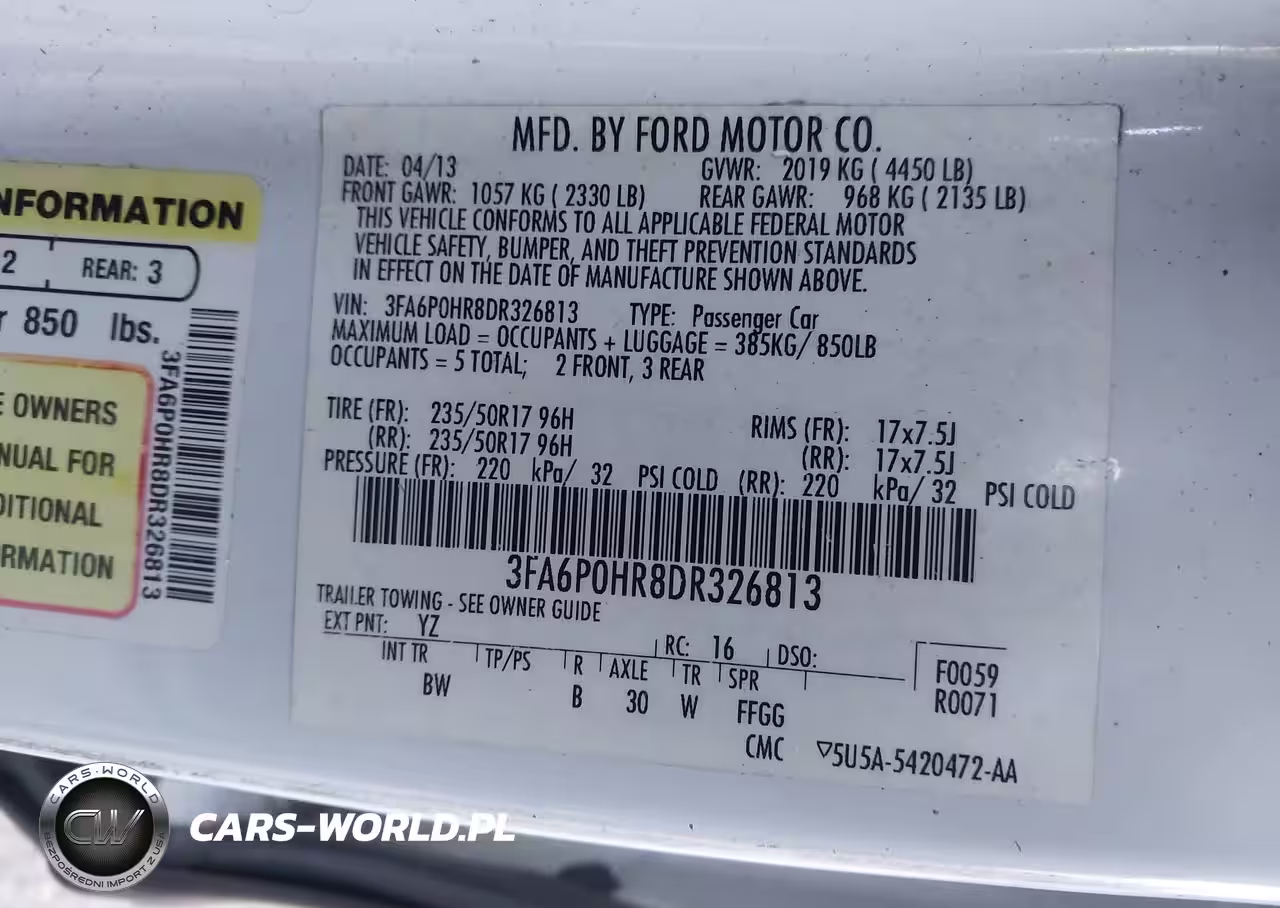 NFORMATION
2 REAR: 3
850 lbs.
OWNERS
NUAL FOR
DITIONAL
RMATION
3FA6P0HR8DR326813
MFD. BY FORD MOTOR CO.
DATE: 04/13 GVWR: 2019 KG ( 4450 LB)
FRONT GAWR: 1057 KG ( 2330 LB) REAR GAWR: 968 KG ( 2135 LB)
THIS VEHICLE CONFORMS TO ALL APPLICABLE FEDERAL MOTOR
VEHICLE SAFETY, BUMPER, AND THEFT PREVENTION STANDARDS
IN EFFECT ON THE DATE OF MANUFACTURE SHOWN ABOVE.
VIN: 3FA6P0HR8DR326813 TYPE: Passenger Car
MAXIMUM LOAD = OCCUPANTS + LUGGAGE = 385KG/ 850LB
OCCUPANTS = 5 TOTAL; 2 FRONT, 3 REAR
TIRE (FR): 235/50R17 96H RIMS (FR): 17x7.5J
(RR): 235/50R17 96H (RR): 17x7.5J
PRESSURE (FR): 220 kPa/ 32 PSI COLD (RR): 220 kPa/ 32 PSI COLD
3FA6P0HR8DR326813
TRAILER TOWING - SEE OWNER GUIDE
EXT PNT: YZ RC: 16 DSO: F0059
INT TR TP/PS R AXLE TR SPR R0071
BW B 30 W FFGG
CMC ▽5U5A-5420472-AA
CARS-WORLD
CW
BEZPOŚREDNI IMPORT Z USA
CARS-WORLD.PL